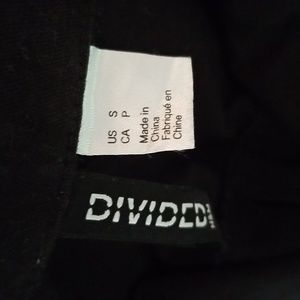 US S
CA P
Made in
China
Fabriqué en
Chine
DIVIDED